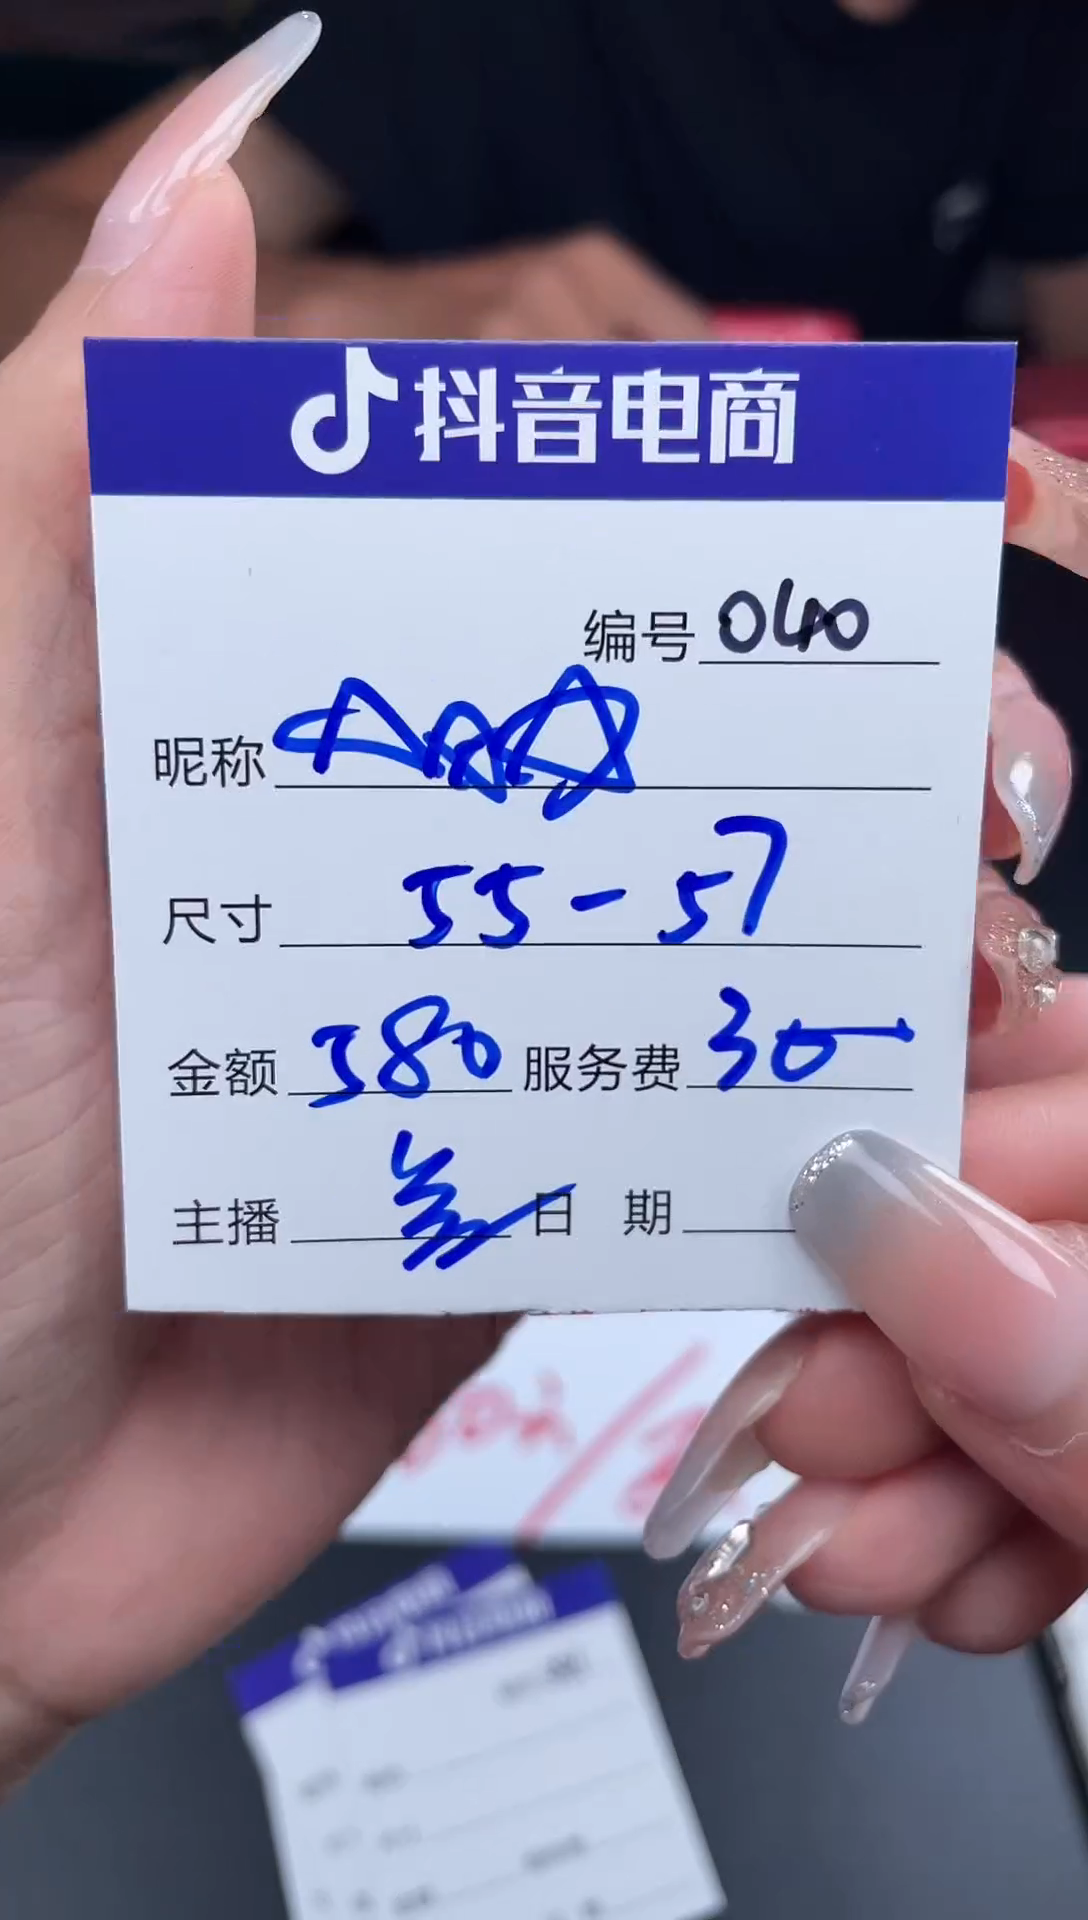 抖音电商
编号 040
昵称
尺寸 55-57
金额 380 服务费 30
主播 日 期